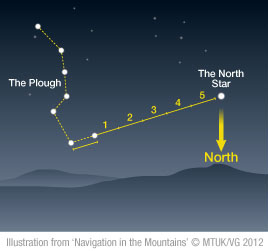 The Plough
The North
Star
1 2 3 4 5
North
Illustration from 'Navigation in the Mountains' © MTUK/VG 2012